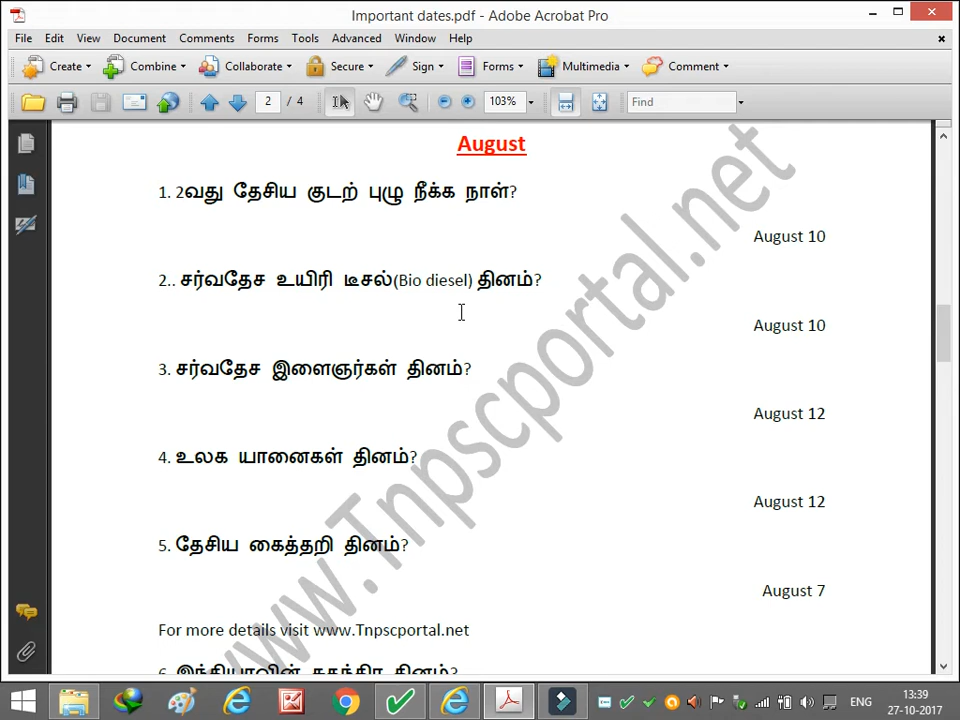 Important dates.pdf - Adobe Acrobat Pro
File Edit View Document Comments Forms Tools Advanced Window Help
Create Combine Collaborate Secure Sign Forms Multimedia Comment
2 / 4 103% Find
August
1. 2வது தேசிய குடற் புழு நீக்க நாள்?
August 10
2.. சர்வதேச உயிரி டீசல்(Bio diesel) தினம்?
August 10
3. சர்வதேச இளைஞர்கள் தினம்?
August 12
4. உலக யானைகள் தினம்?
August 12
5. தேசிய கைத்தறி தினம்?
August 7
For more details visit www.Tnpscportal.net
6. இந்தியாவின் சுதந்திர தினம்?
www.Tnpscportal.net
ENG
13:39
27-10-2017